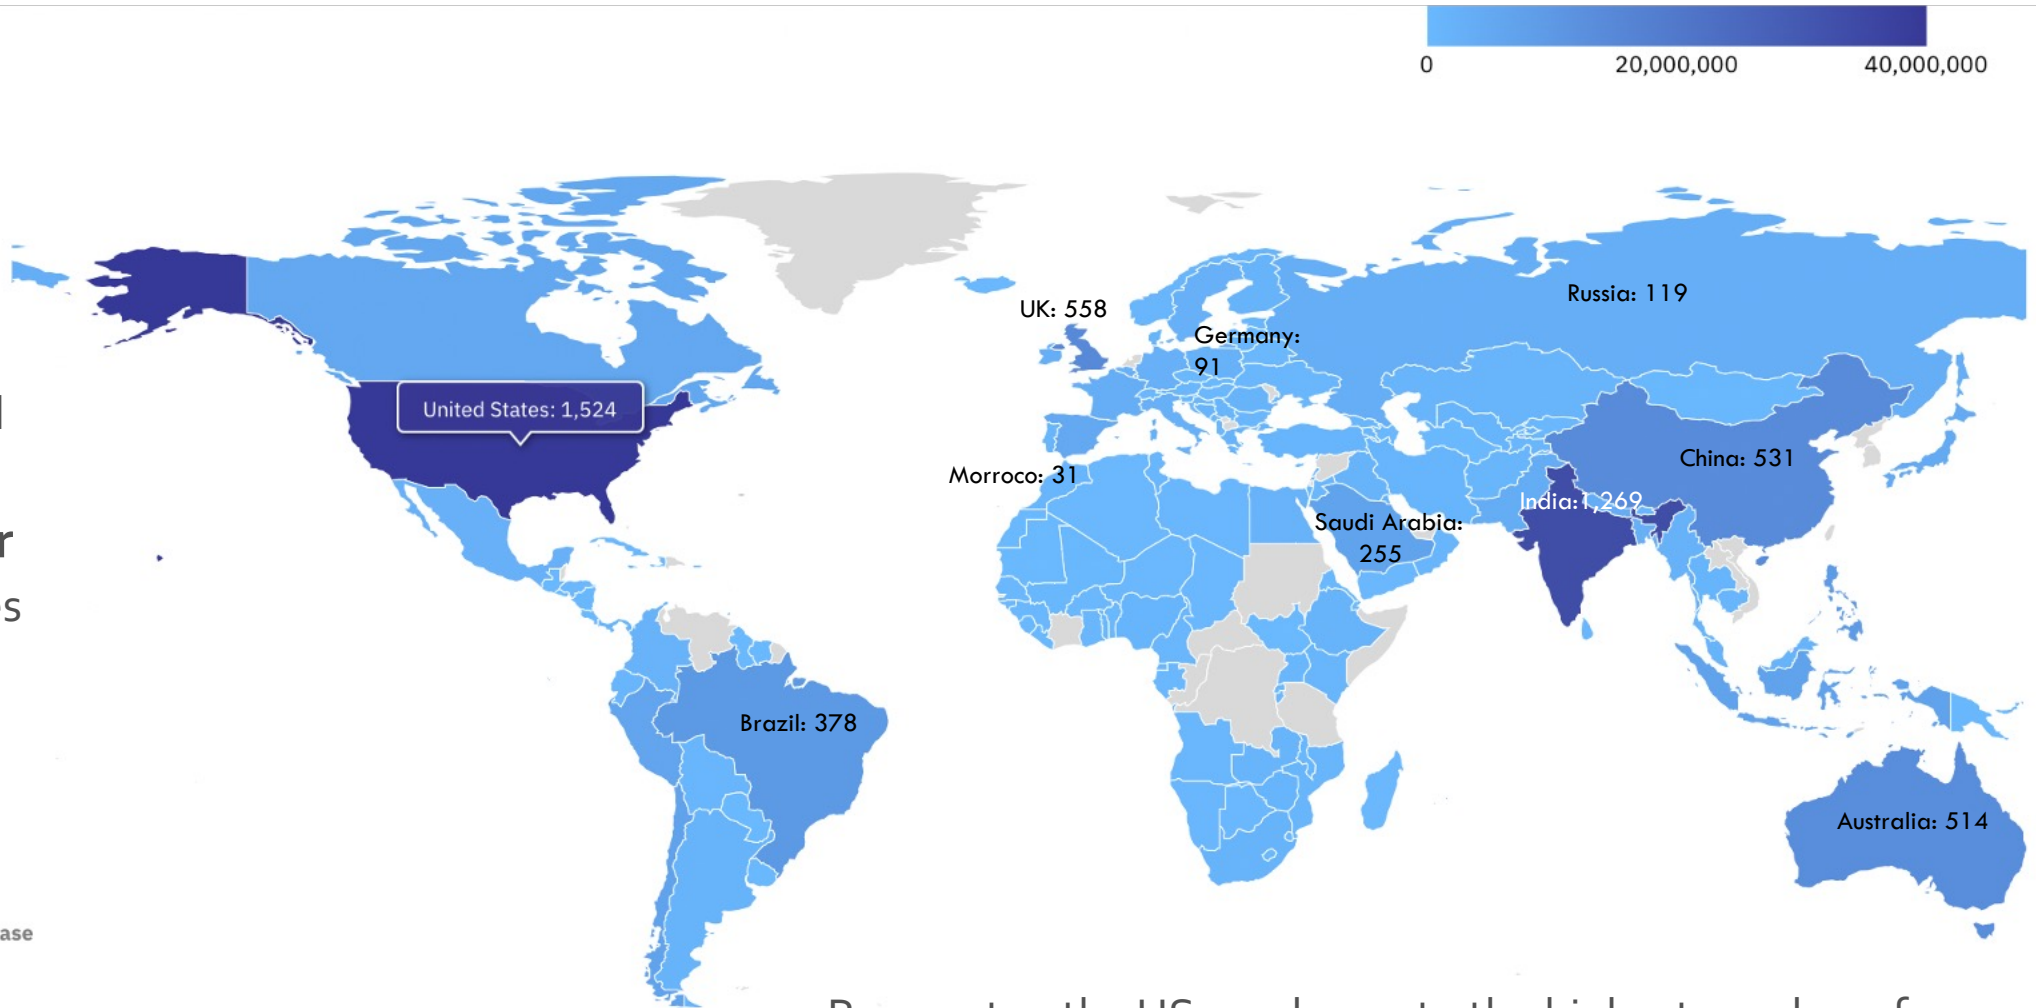 0 20,000,000 40,000,000
UK: 558
Russia: 119
Germany:
91
United States: 1,524
Morroco: 31
China: 531
India:1,269
Saudi Arabia:
255
Brazil: 378
Australia: 514